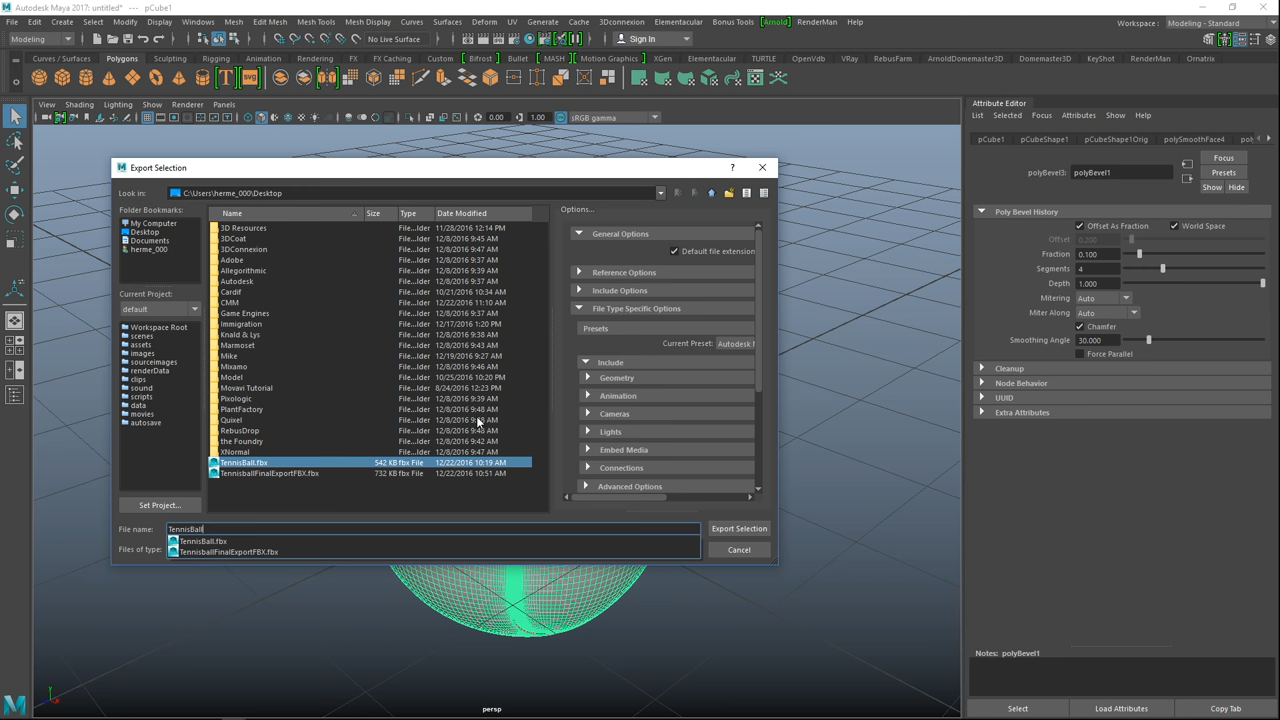 Autodesk Maya 2017: untitled* --- pCube1
File Edit Create Select Modify Display Windows Mesh Edit Mesh Mesh Tools Mesh Display Curves Surfaces Deform UV Generate Cache 3Dconnexion Elementacular Bonus Tools Arnold RenderMan Help
Workspace : Modeling - Standard
Modeling No Live Surface Sign In
Curves / Surfaces Polygons Sculpting Rigging Animation Rendering FX FX Caching Custom Bifrost Bullet MASH Motion Graphics XGen Elementacular TURTLE OpenVdb VRay RebusFarm ArnoldDomemaster3D Domemaster3D KeyShot RenderMan Ornatrix
View Shading Lighting Show Renderer Panels
0.00 1.00 sRGB gamma
Export Selection
?
Look in: C:\Users\herme_000\Desktop
Folder Bookmarks:
My Computer
Desktop
Documents
herme_000
Current Project:
default
Workspace Root
scenes
assets
images
sourceimages
renderData
clips
sound
scripts
data
movies
autosave
Set Project...
Name Size Type Date Modified
3D Resources File...lder 11/28/2016 12:14 PM
3DCoat File...lder 12/8/2016 9:45 AM
3DConnexion File...lder 12/8/2016 9:47 AM
Adobe File...lder 12/8/2016 9:37 AM
Allegorithmic File...lder 12/8/2016 9:39 AM
Autodesk File...lder 12/8/2016 9:37 AM
Cardif File...lder 10/21/2016 10:34 PM
CMM File...lder 12/22/2016 11:10 AM
Game Engines File...lder 12/8/2016 9:37 AM
Immigration File...lder 12/17/2016 1:20 PM
Knald & Lys File...lder 12/8/2016 9:38 AM
Marmoset File...lder 12/8/2016 9:43 AM
Mike File...lder 12/19/2016 9:27 AM
Mixamo File...lder 12/8/2016 9:46 AM
Model File...lder 10/25/2016 10:20 PM
Movavi Tutorial File...lder 8/24/2016 12:23 PM
Pixologic File...lder 12/8/2016 9:39 AM
PlantFactory File...lder 12/8/2016 9:48 AM
Quixel File...lder 12/8/2016 AM
RebusDrop File...lder 12/8/2016 9:48 AM
the Foundry File...lder 12/8/2016 9:42 AM
XNormal File...lder 12/8/2016 9:47 AM
TennisBall.fbx 542 KB fbx File 12/22/2016 10:19 AM
TennisballFinalExportFBX.fbx 732 KB fbx File 12/22/2016 10:51 AM
Options...
General Options
Default file extension
Reference Options
Include Options
File Type Specific Options
Presets
Current Preset: Autodesk
Include
Geometry
Animation
Cameras
Lights
Embed Media
Connections
Advanced Options
File name: TennisBall
Export Selection
TennisBall.fbx
TennisballFinalExportFBX.fbx
Files of type:
Cancel
persp
Attribute Editor
List Selected Focus Attributes Show Help
pCube1 pCubeShape1 pCubeShape1Orig polySmoothFace4
polyBevel3: polyBevel1
Focus
Presets
Show Hide
Poly Bevel History
Offset As Fraction World Space
Offset 0.200
Fraction 0.100
Segments 4
Depth 1.000
Mitering Auto
Miter Along Auto
Chamfer
Smoothing Angle 30.000
Force Parallel
Cleanup
Node Behavior
UUID
Extra Attributes
Notes: polyBevel1
Select Load Attributes Copy Tab